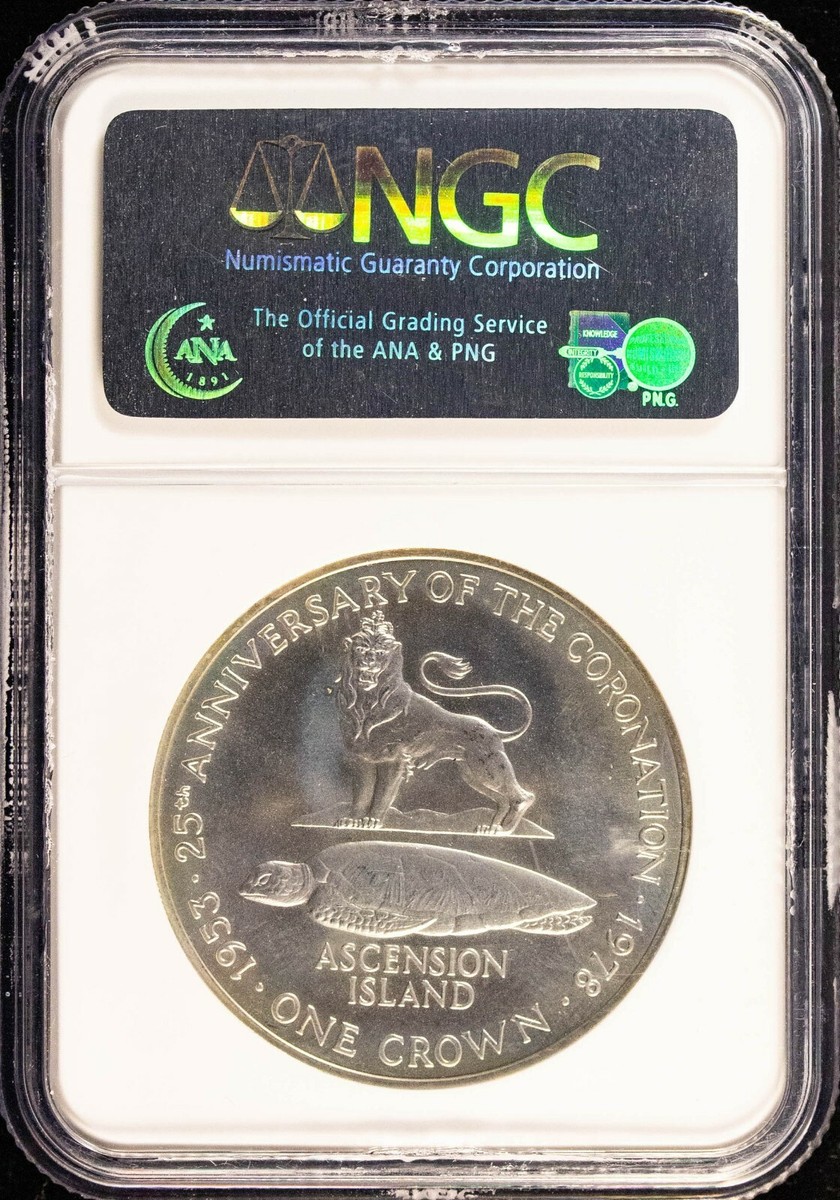 NGC
Numismatic Guaranty Corporation
The Official Grading Service
of the ANA & PNG
ANA
1891
KNOWLEDGE
INTEGRITY
RESPONSIBILITY
P.N.G.
1953 · 25th ANNIVERSARY OF THE CORONATION · 1978 ·
ASCENSION
ISLAND
ONE CROWN ·